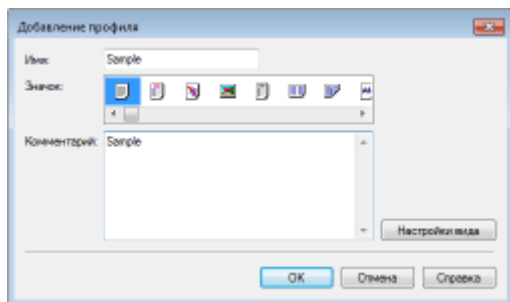 Добавление профиля
Имя: Sample
Значок:
Комментарий: Sample
Настройки вида
OK Отмена Справка